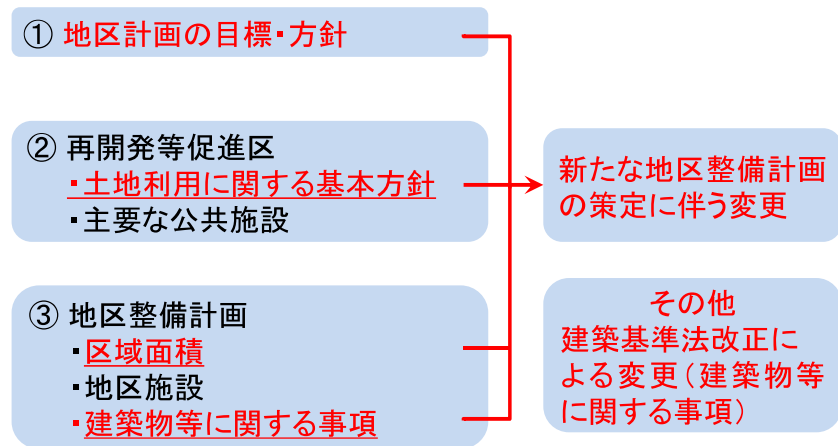 ① 地区計画の目標・方針
② 再開発等促進区
・土地利用に関する基本方針
・主要な公共施設
③ 地区整備計画
・区域面積
・地区施設
・建築物等に関する事項
新たな地区整備計画
の策定に伴う変更
その他
建築基準法改正に
よる変更（建築物等
に関する事項）